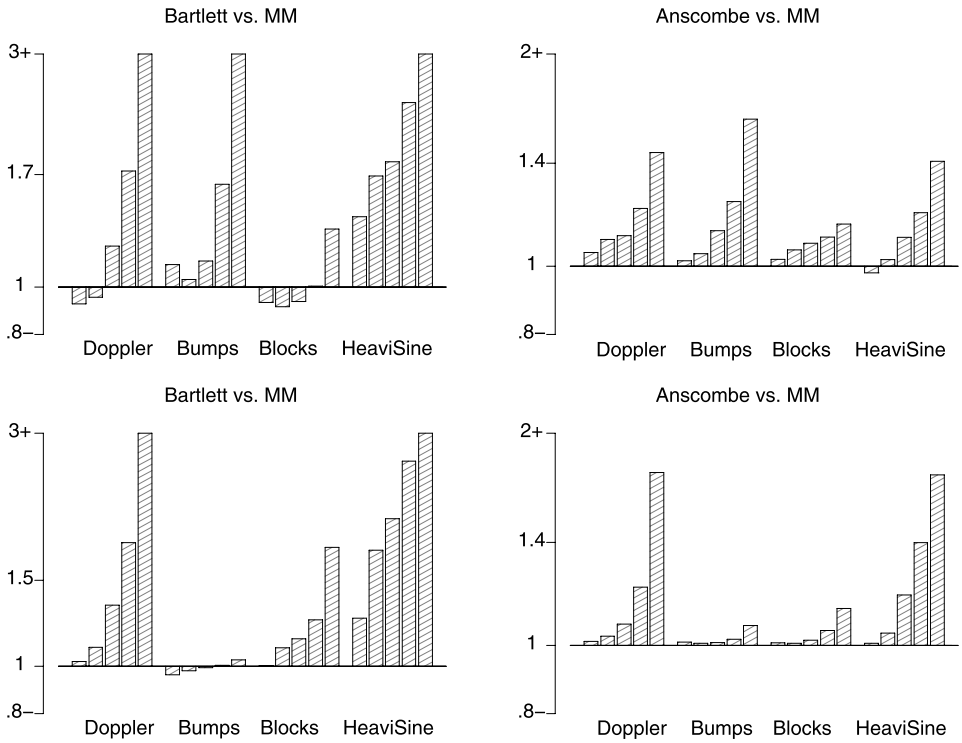 Bartlett vs. MM
3+
1.7
1
.8−
Doppler Bumps Blocks HeaviSine
Anscombe vs. MM
2+
1.4
1
.8−
Doppler Bumps Blocks HeaviSine
Bartlett vs. MM
3+
1.5
1
.8−
Doppler Bumps Blocks HeaviSine
Anscombe vs. MM
2+
1.4
1
.8−
Doppler Bumps Blocks HeaviSine